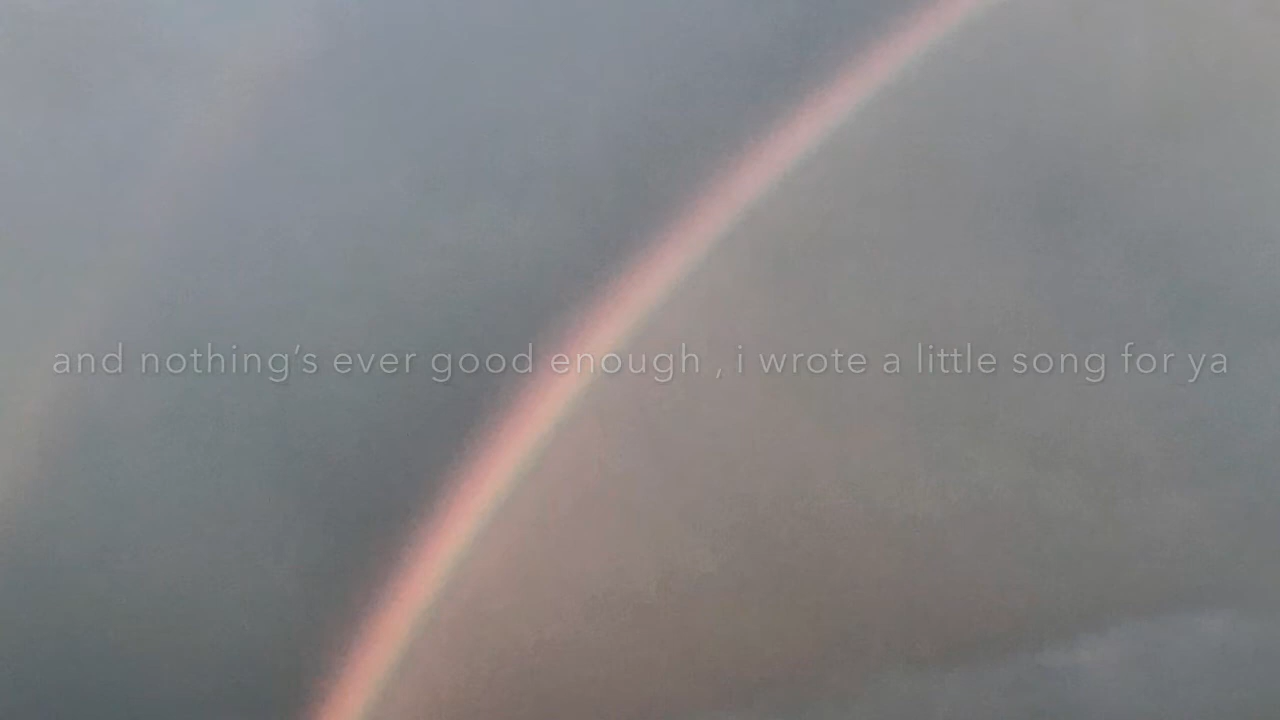 and nothing’s ever good enough , i wrote a little song for ya